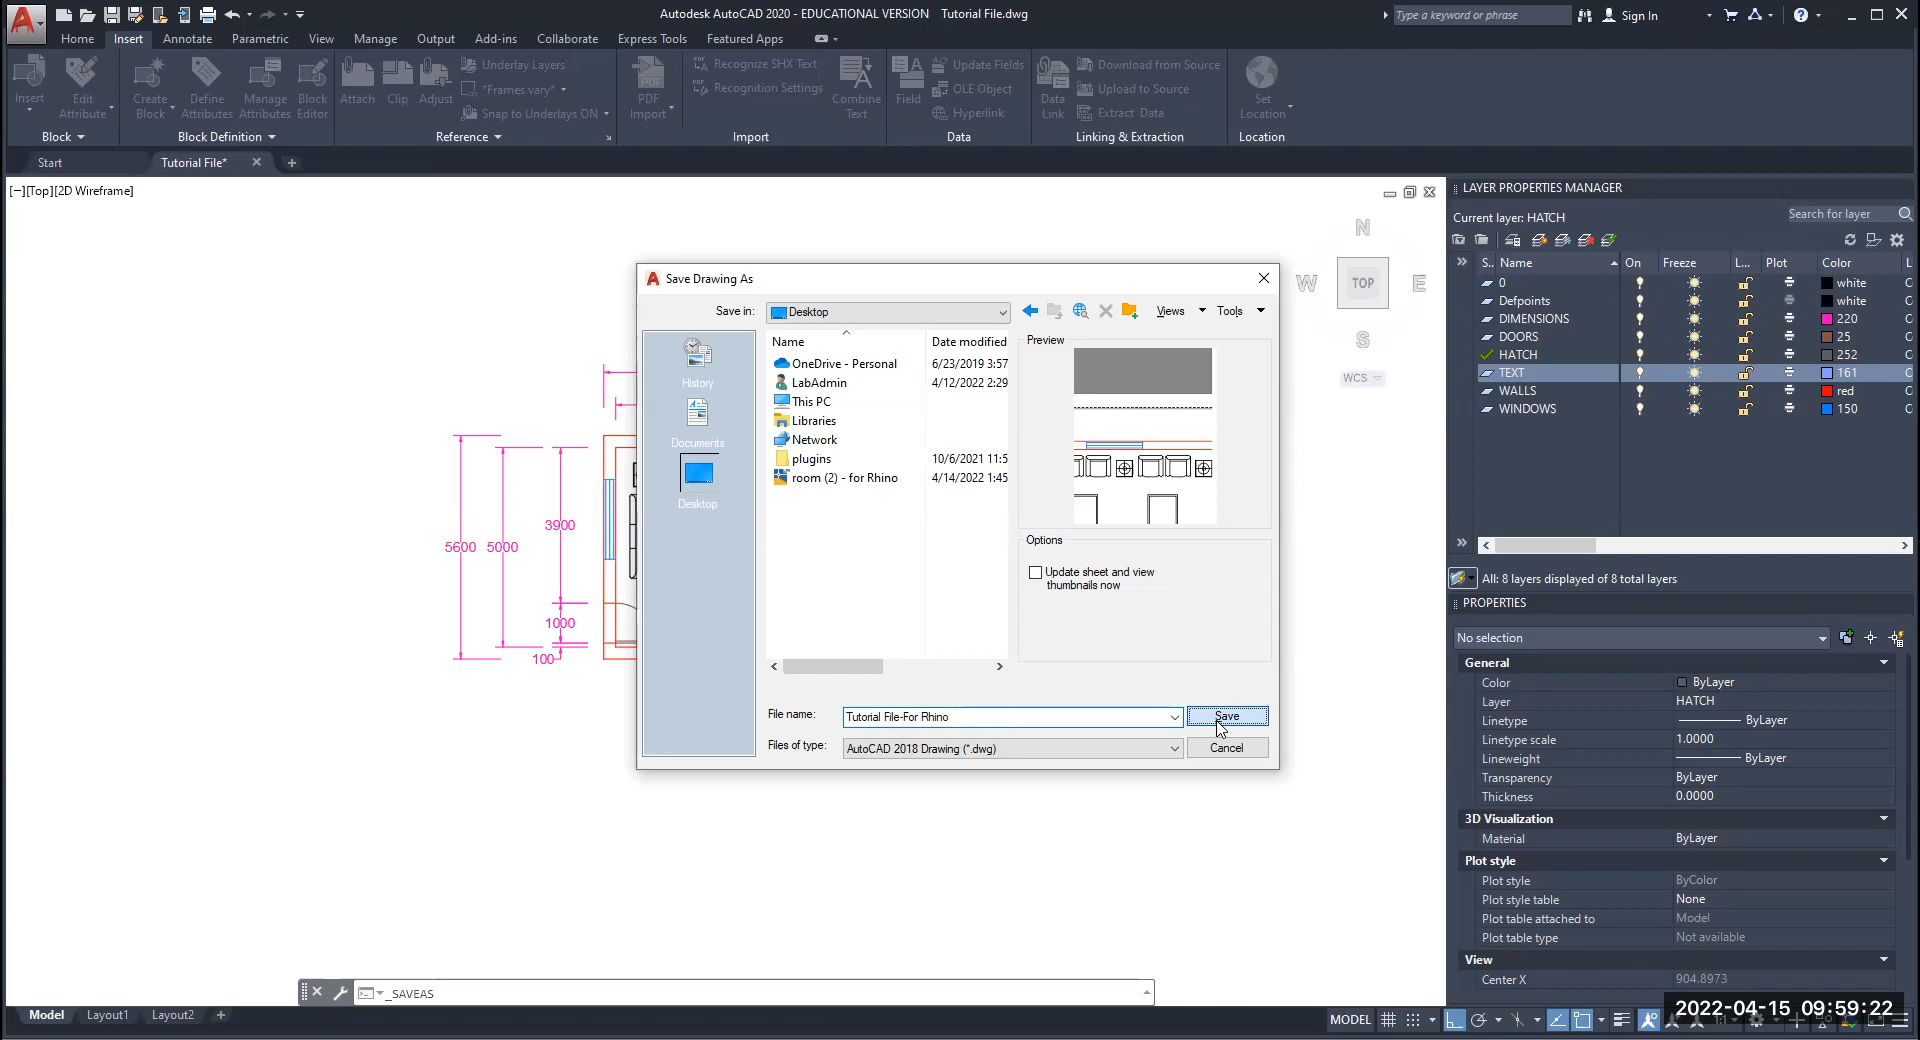 Autodesk AutoCAD 2020 - EDUCATIONAL VERSION Tutorial File.dwg
Type a keyword or phrase
Sign In
Home Insert Annotate Parametric View Manage Output Add-ins Collaborate Express Tools Featured Apps
Insert
Edit Attribute
Create Block
Define Attributes
Manage Attributes
Block Editor
Attach
Clip
Adjust
Underlay Layers
*Frames vary*
Snap to Underlays ON
PDF Import
Recognize SHX Text
Recognition Settings
Combine Text
Field
Update Fields
OLE Object
Hyperlink
Data Link
Download from Source
Upload to Source
Extract Data
Set Location
Block Block Definition Reference Import Data Linking & Extraction Location
Start Tutorial File*
[−][Top][2D Wireframe]
N
W TOP E
S
WCS
3900
5600 5000
1000
100
Save Drawing As
Save in: Desktop
Views Tools
History
Documents
Desktop
Name Date modified
OneDrive - Personal 6/23/2019 3:57
LabAdmin 4/12/2022 2:29
This PC
Libraries
Network
plugins 10/6/2021 11:5
room (2) - for Rhino 4/14/2022 1:45
Preview
Options
Update sheet and view
thumbnails now
File name: Tutorial File-For Rhino Save
Files of type: AutoCAD 2018 Drawing (*.dwg) Cancel
LAYER PROPERTIES MANAGER
Current layer: HATCH
Search for layer
S.. Name On Freeze L... Plot Color L
0 white C
Defpoints white C
DIMENSIONS 220 C
DOORS 25 C
HATCH 252 C
TEXT 161 C
WALLS red C
WINDOWS 150 C
All: 8 layers displayed of 8 total layers
PROPERTIES
No selection
General
Color ByLayer
Layer HATCH
Linetype ByLayer
Linetype scale 1.0000
Lineweight ByLayer
Transparency ByLayer
Thickness 0.0000
3D Visualization
Material ByLayer
Plot style
Plot style ByColor
Plot style table None
Plot table attached to Model
Plot table type Not available
View
Center X 904.8973
_SAVEAS
Model Layout1 Layout2
MODEL
2022-04-15 09:59:22